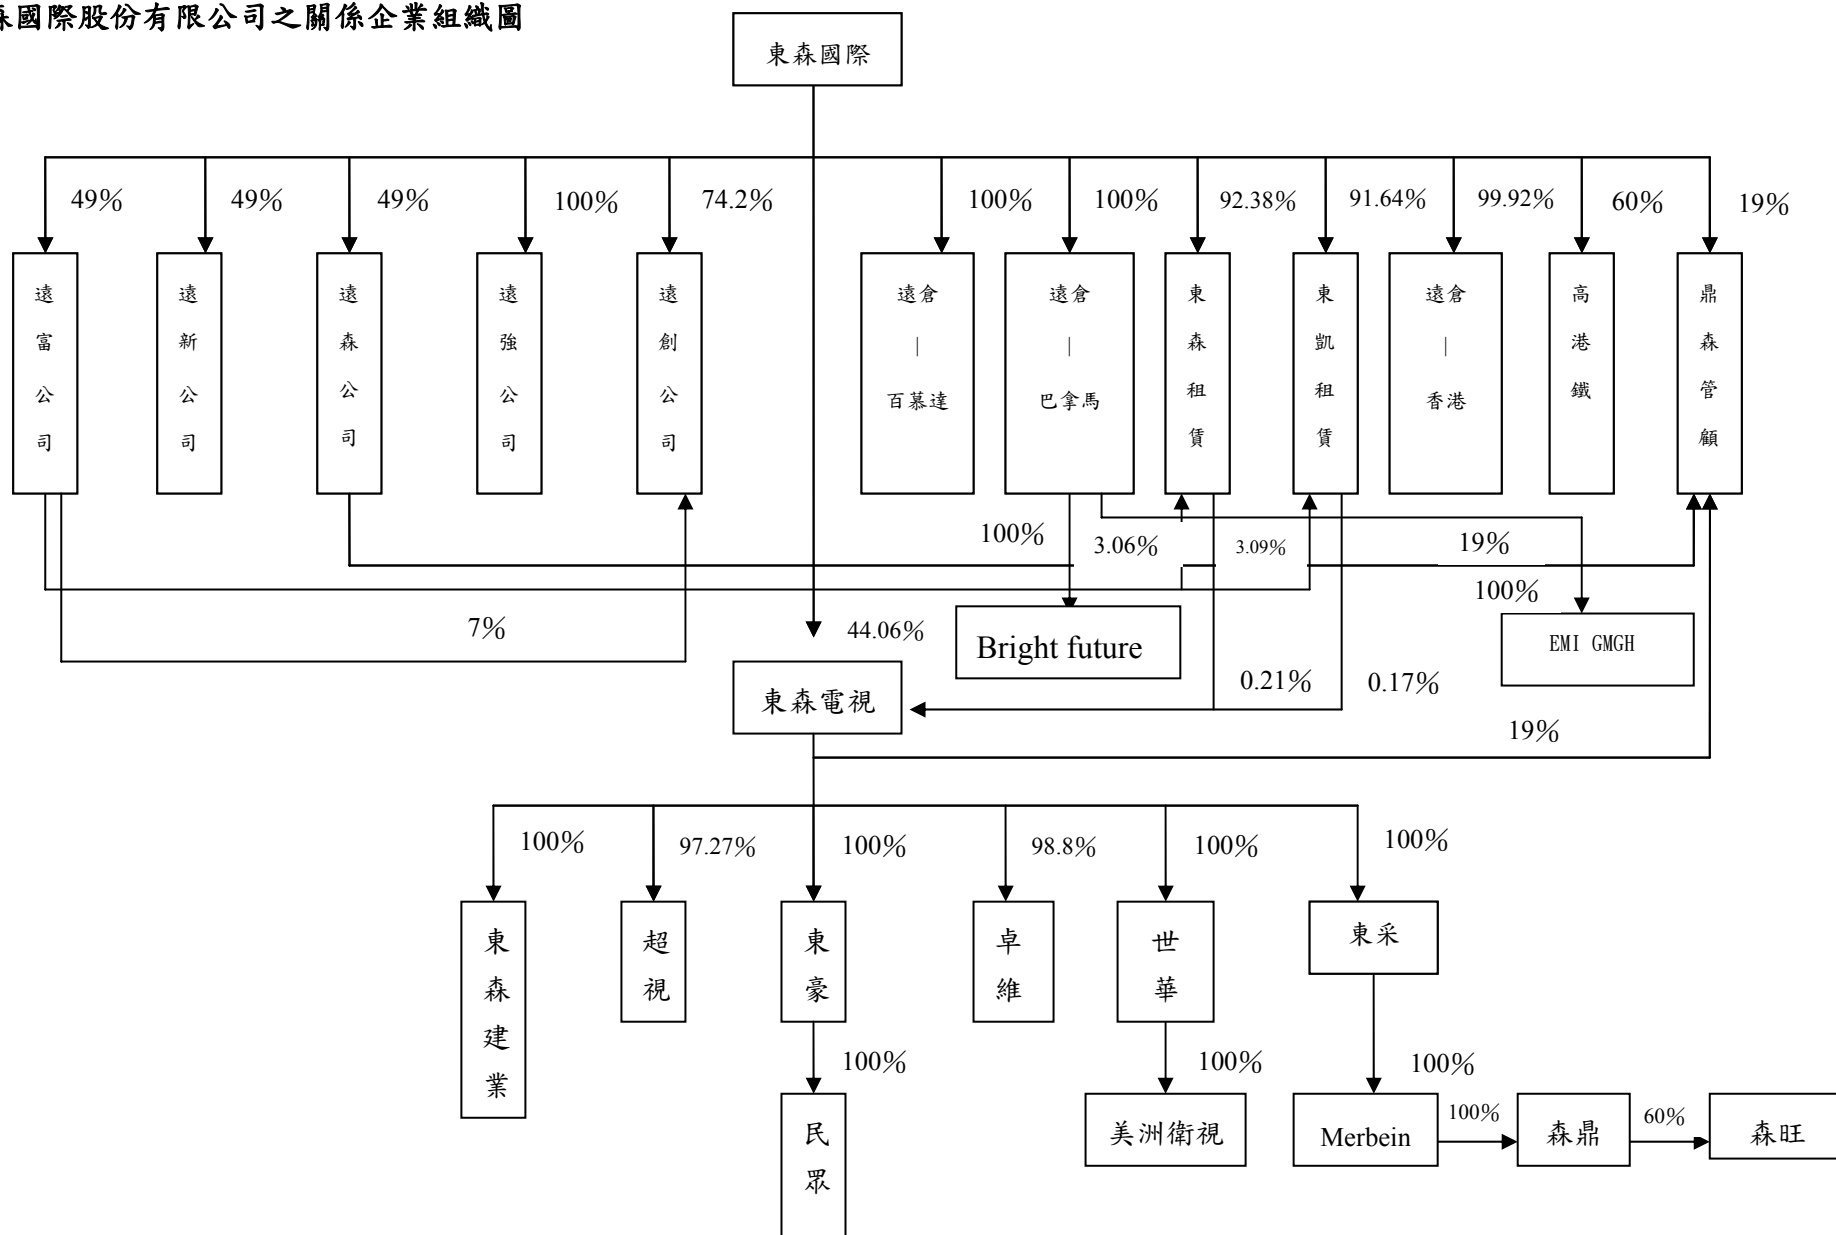 森國際股份有限公司之關係企業組織圖
東森國際
49%
49%
49%
100%
74.2%
100%
100%
92.38%
91.64%
99.92%
60%
19%
遠富公司
遠新公司
遠森公司
遠強公司
遠創公司
遠倉
|
百慕達
遠倉
|
巴拿馬
東森租賃
東凱租賃
遠倉
|
香港
高港鐵
鼎森管顧
100%
3.06%
3.09%
19%
100%
7%
44.06%
Bright future
EMI GMGH
0.21%
0.17%
東森電視
19%
100%
97.27%
100%
98.8%
100%
100%
東森建業
超視
東豪
卓維
世華
東采
100%
100%
100%
民眾
美洲衛視
Merbein
100%
森鼎
60%
森旺